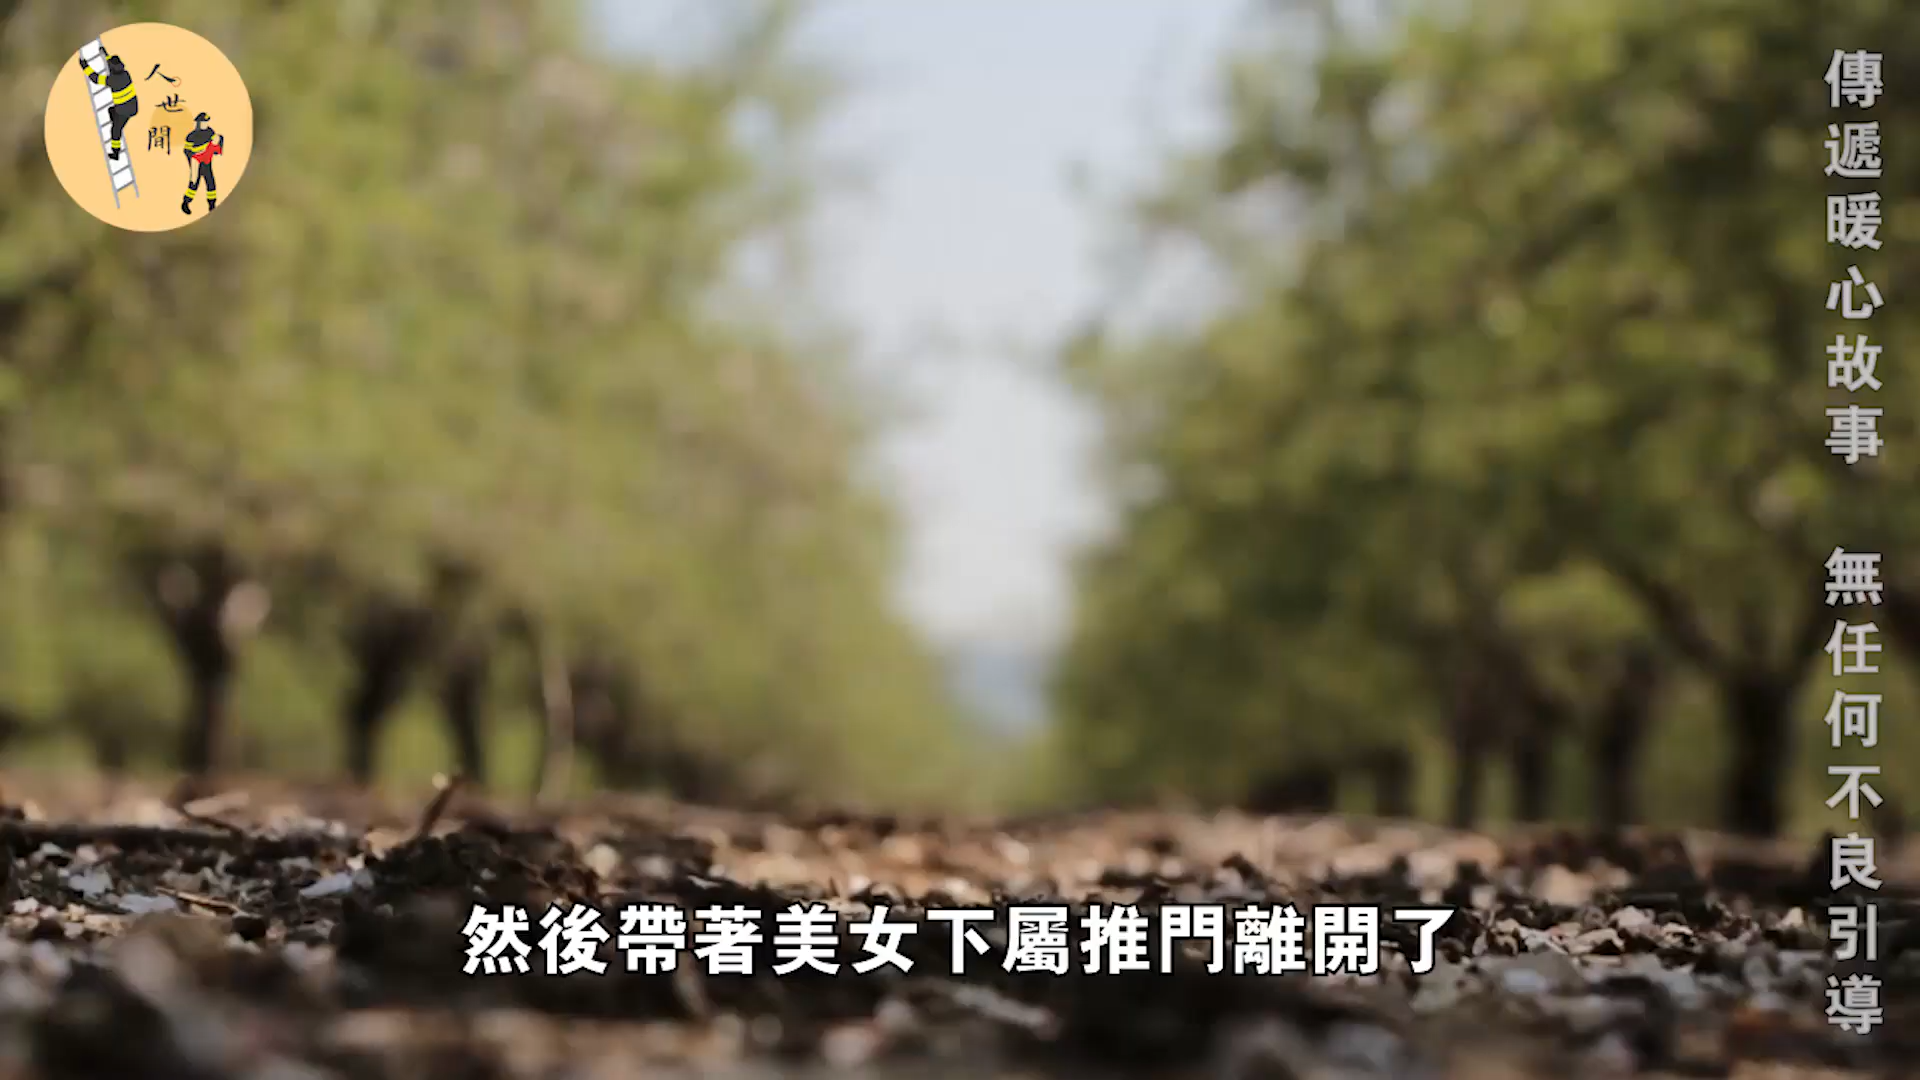 人世間
傳遞暖心故事 無任何不良引導
然後帶著美女下屬推門離開了